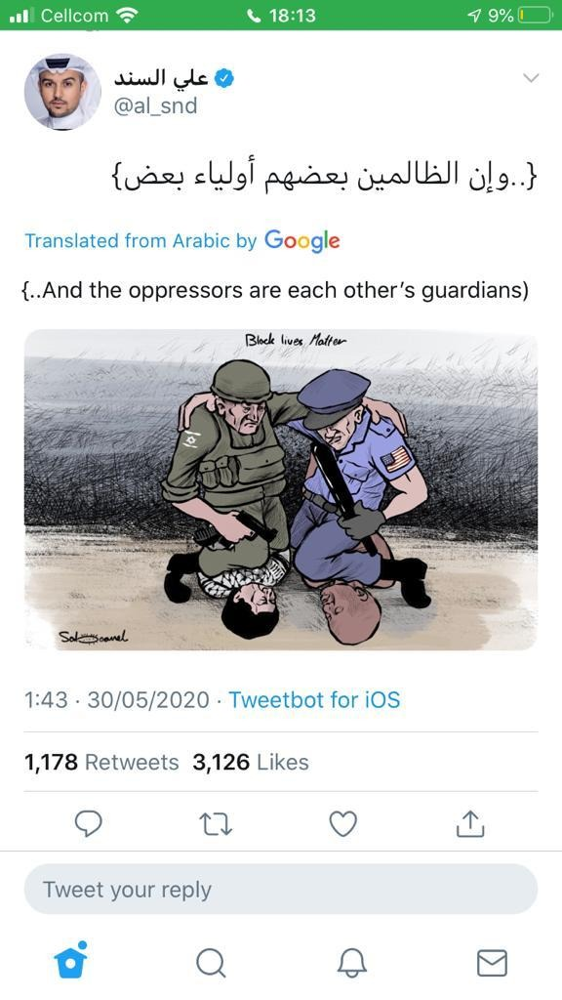 Cellcom 18:13 9%
علي السند
@al_snd
{..وإن الظالمين بعضهم أولياء بعض}
Translated from Arabic by Google
{..And the oppressors are each other's guardians)
Black lives Matter
1:43 · 30/05/2020 · Tweetbot for iOS
1,178 Retweets 3,126 Likes
Tweet your reply